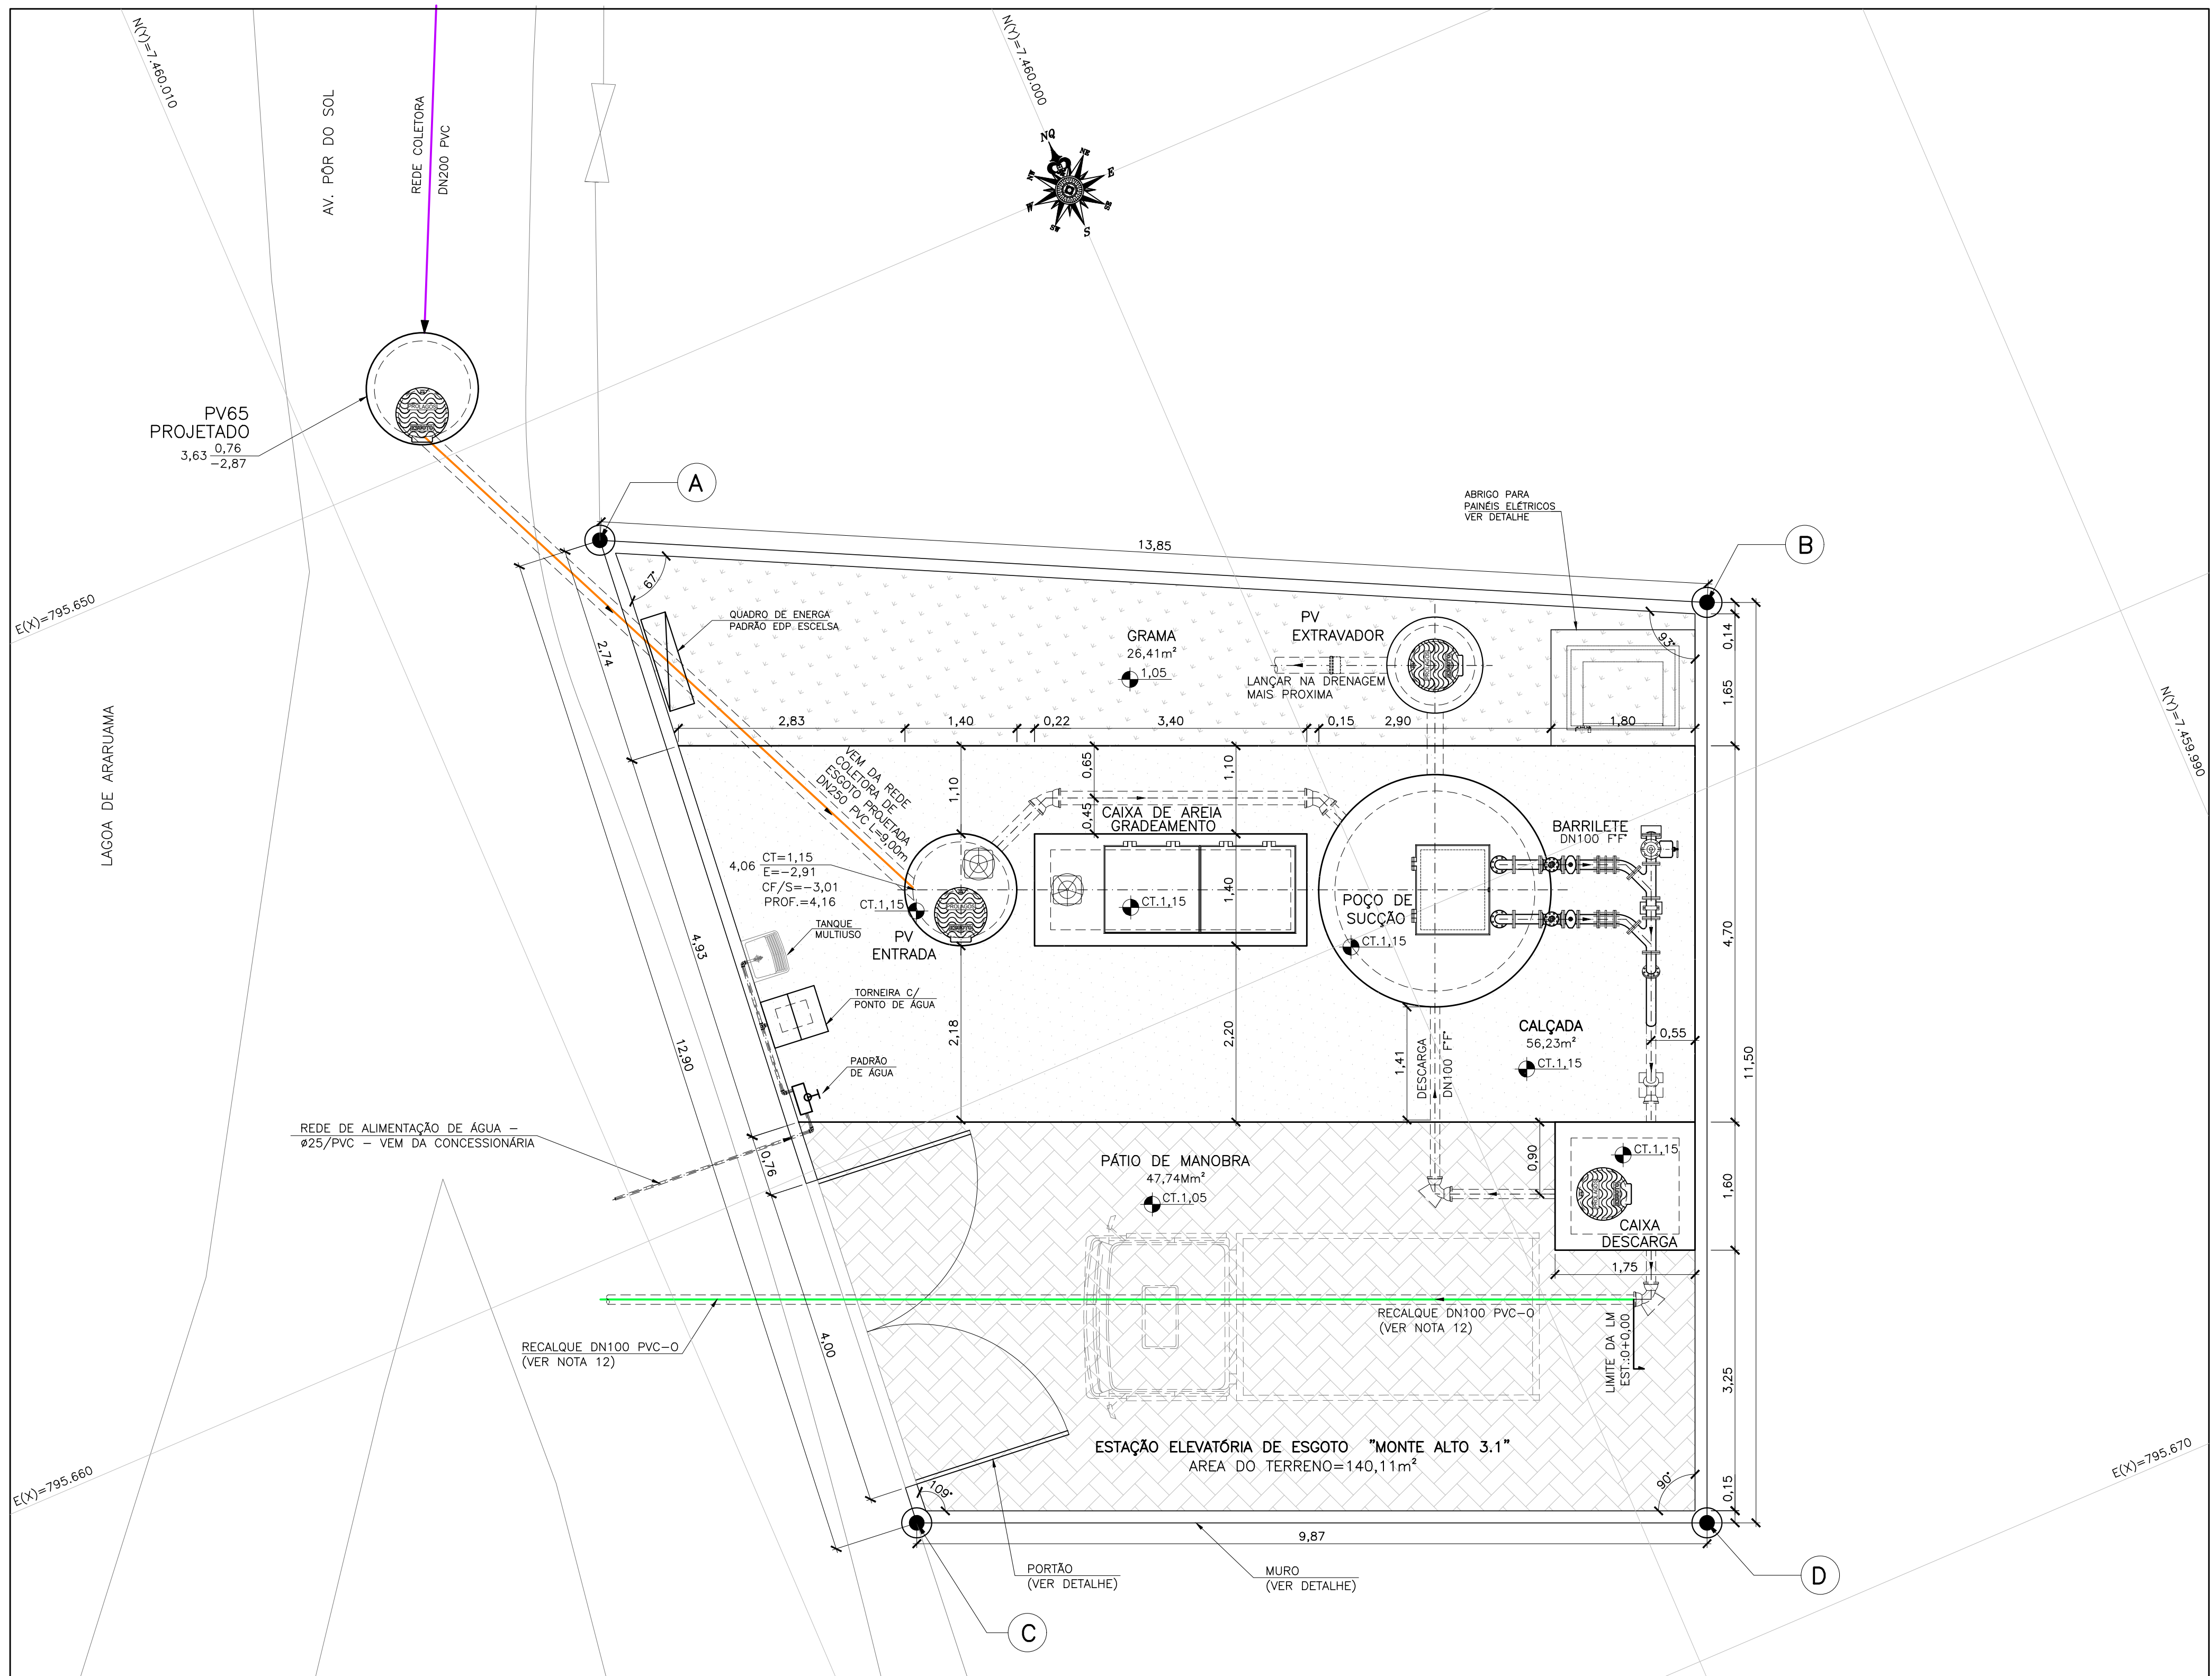 N(Y)=7.460.010
N(Y)=7.460.000
AV. PÔR DO SOL
REDE COLETORA
DN200 PVC
NQ
NE
E
SE
S
SW
W
NW
PV65
PROJETADO
3,63
0,76
-2,87
A
B
13,85
ABRIGO PARA
PAINÉIS ELÉTRICOS
VER DETALHE
E(X)=795.650
67°
93°
QUADRO DE ENERGA
PADRÃO EDP ESCELSA
GRAMA
26,41m²
1,05
PV
EXTRAVADOR
LANÇAR NA DRENAGEM
MAIS PROXIMA
0,14
1,65
2,74
2,83
1,40
0,22
3,40
0,15
2,90
1,80
N(Y)=7.459.990
LAGOA DE ARARUAMA
VEM DA REDE
COLETORA DE
ESGOTO PROJETADA
DN250 PVC L=9,00m
1,10
0,65
0,45
1,10
CAIXA DE AREIA
GRADEAMENTO
BARRILETE
DN100 F°F°
4,06
CT=1,15
E=-2,91
CF/S=-3,01
PROF.=4,16
CT.1,15
PROLAGOS
ESGOTO
CT.1,15
1,40
POÇO DE
SUCÇÃO
CT.1,15
4,70
TANQUE
MULTIUSO
PV
ENTRADA
4,93
TORNEIRA C/
PONTO DE ÁGUA
2,18
2,20
1,41
DESCARGA
DN100 F°F°
CALÇADA
56,23m²
CT.1,15
0,55
11,50
12,90
PADRÃO
DE ÁGUA
REDE DE ALIMENTAÇÃO DE ÁGUA -
ø25/PVC - VEM DA CONCESSIONÁRIA
0,76
PÁTIO DE MANOBRA
47,74Mm²
CT.1,05
0,90
CT.1,15
1,60
CAIXA
DESCARGA
1,75
RECALQUE DN100 PVC-O
(VER NOTA 12)
RECALQUE DN100 PVC-O
(VER NOTA 12)
4,00
LIMITE DA LM
EST.:0+0,00
3,25
ESTAÇÃO ELEVATÓRIA DE ESGOTO "MONTE ALTO 3.1"
AREA DO TERRENO=140,11m²
E(X)=795.660
E(X)=795.670
109°
90°
0,15
9,87
PORTÃO
(VER DETALHE)
MURO
(VER DETALHE)
D
C